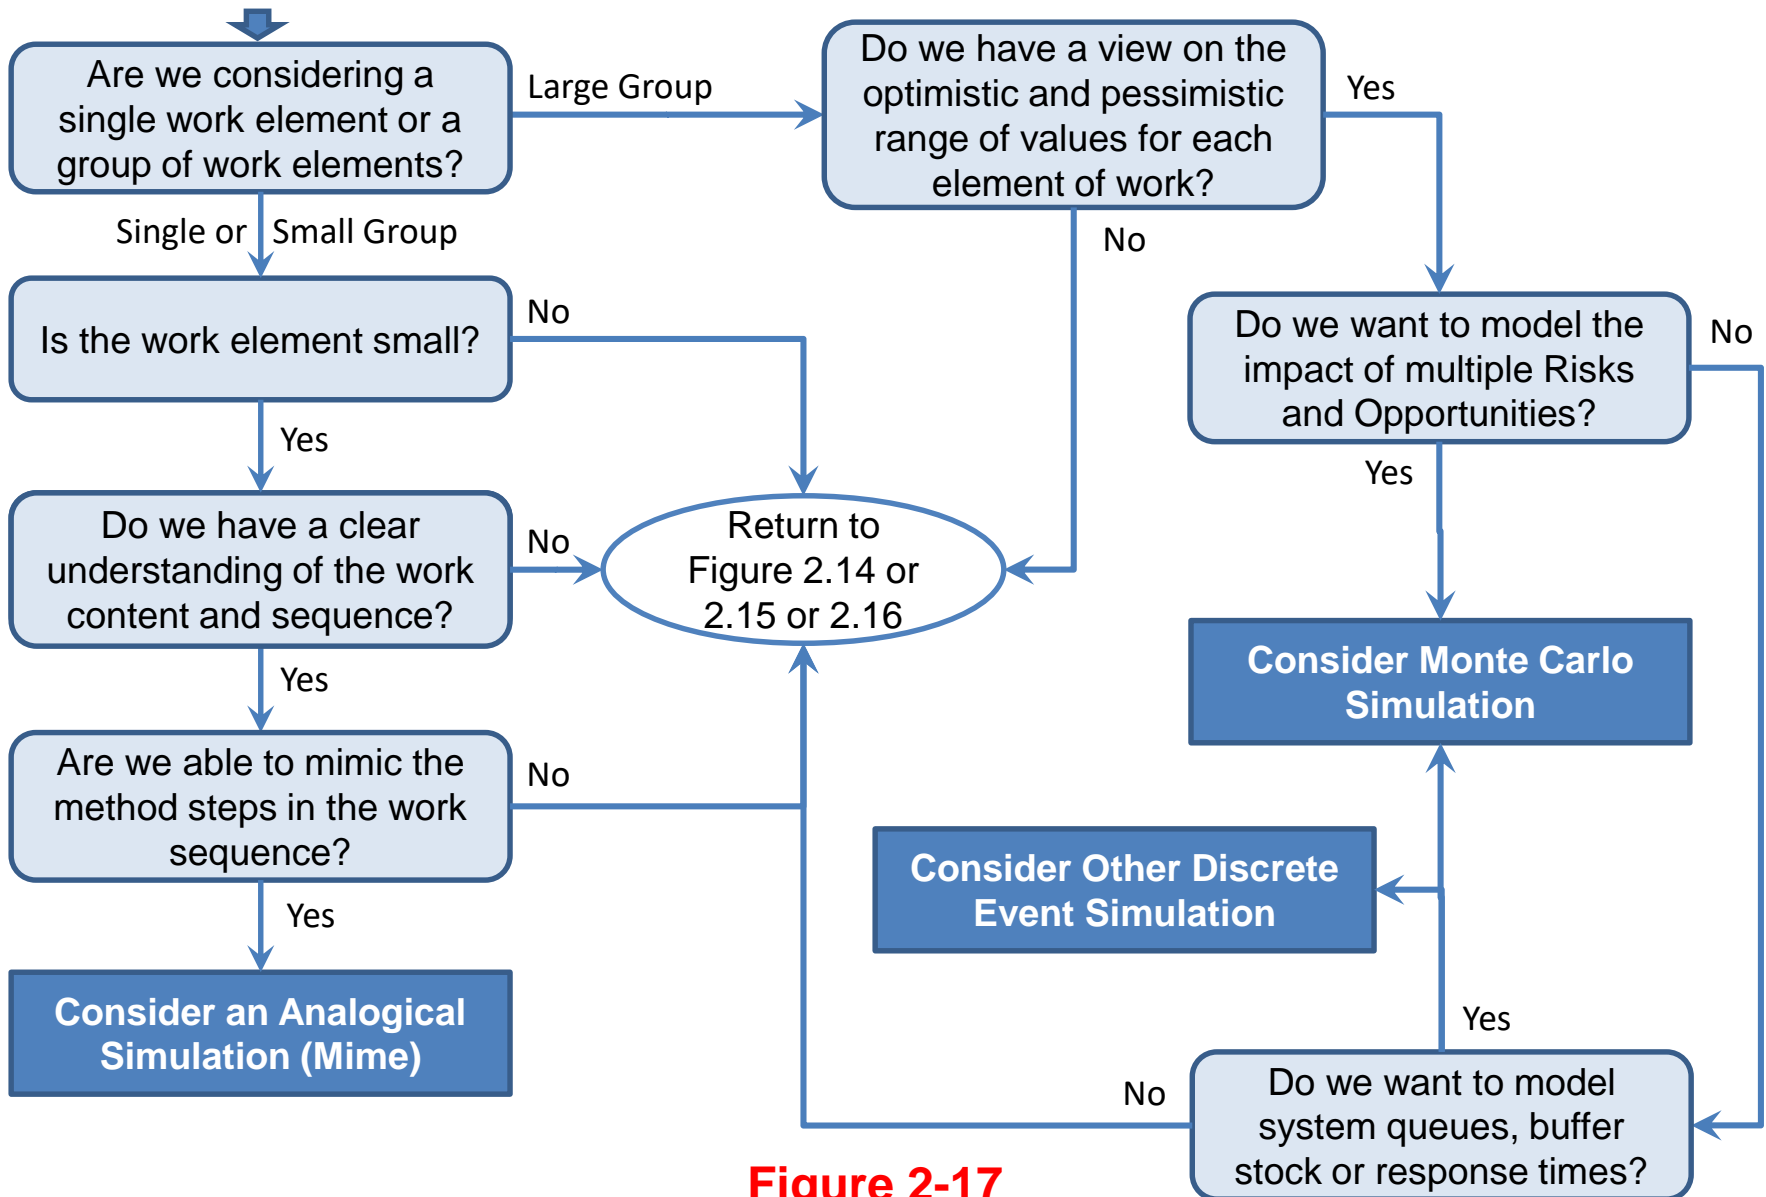 Are we considering a
single work element or a
group of work elements?
Large Group
Do we have a view on the
optimistic and pessimistic
range of values for each
element of work?
Yes
Single or Small Group
No
Is the work element small?
No
Do we want to model the
impact of multiple Risks
and Opportunities?
No
Yes
Yes
Do we have a clear
understanding of the work
content and sequence?
No
Return to
Figure 2.14 or
2.15 or 2.16
Yes
Consider Monte Carlo
Simulation
Are we able to mimic the
method steps in the work
sequence?
No
Consider Other Discrete
Event Simulation
Yes
Consider an Analogical
Simulation (Mime)
Yes
No
Do we want to model
system queues, buffer
stock or response times?
Figure 2-17